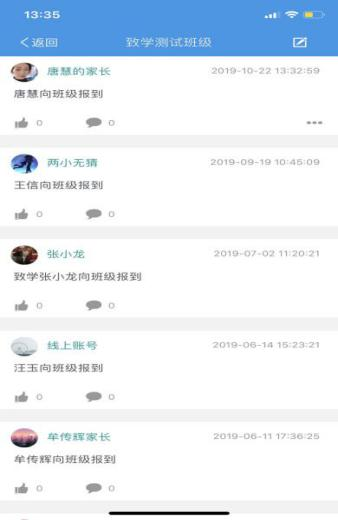 13:35
返回 致学测试班级
唐慧的家长 2019-10-22 13:32:59
唐慧向班级报到
0 0
两小无猜 2019-09-19 10:45:09
王信向班级报到
0 0
张小龙 2019-07-02 11:20:21
致学张小龙向班级报到
0 0
线上账号 2019-06-14 15:23:21
汪玉向班级报到
0 0
牟传辉家长 2019-06-11 17:36:25
牟传辉向班级报到
0 0